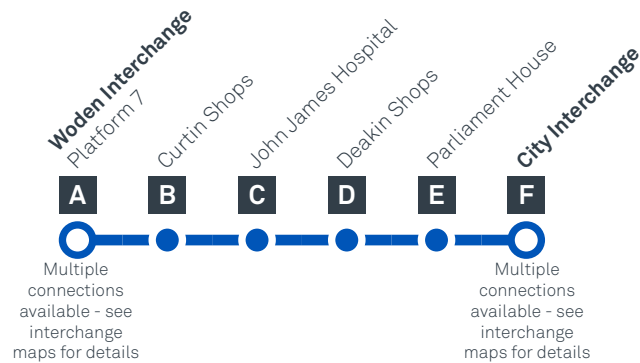 Woden Interchange
Platform 7
Curtin Shops
John James Hospital
Deakin Shops
Parliament House
City Interchange
A
B
C
D
E
F
Multiple
connections
available - see
interchange
maps for details
Multiple
connections
available - see
interchange
maps for details